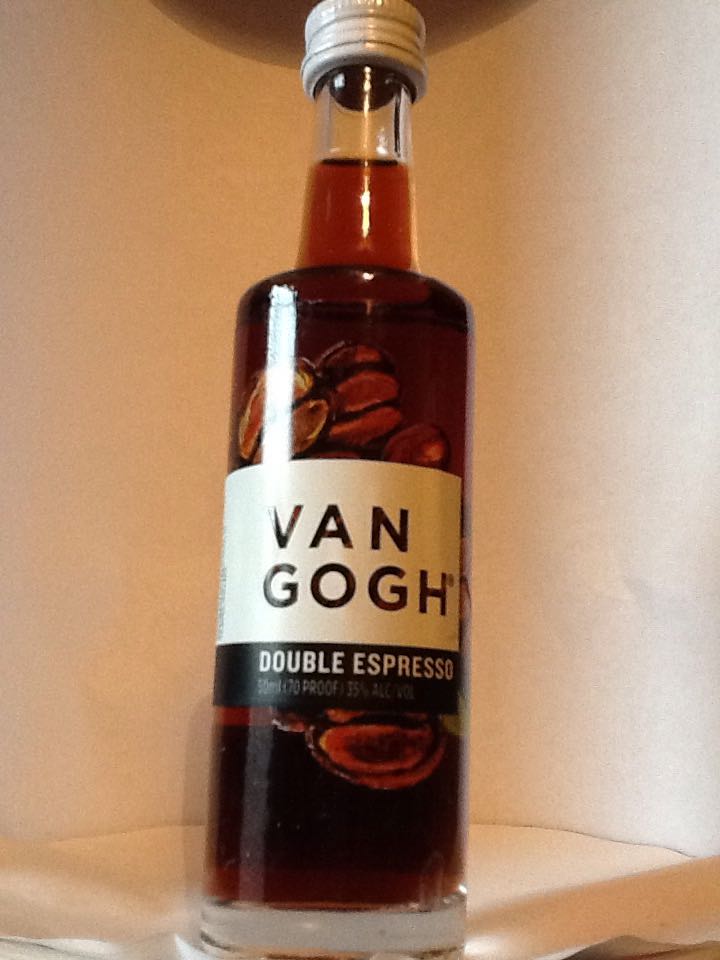 VAN
GOGH®
DOUBLE ESPRESSO
50ml (70 PROOF) 35% ALC/VOL